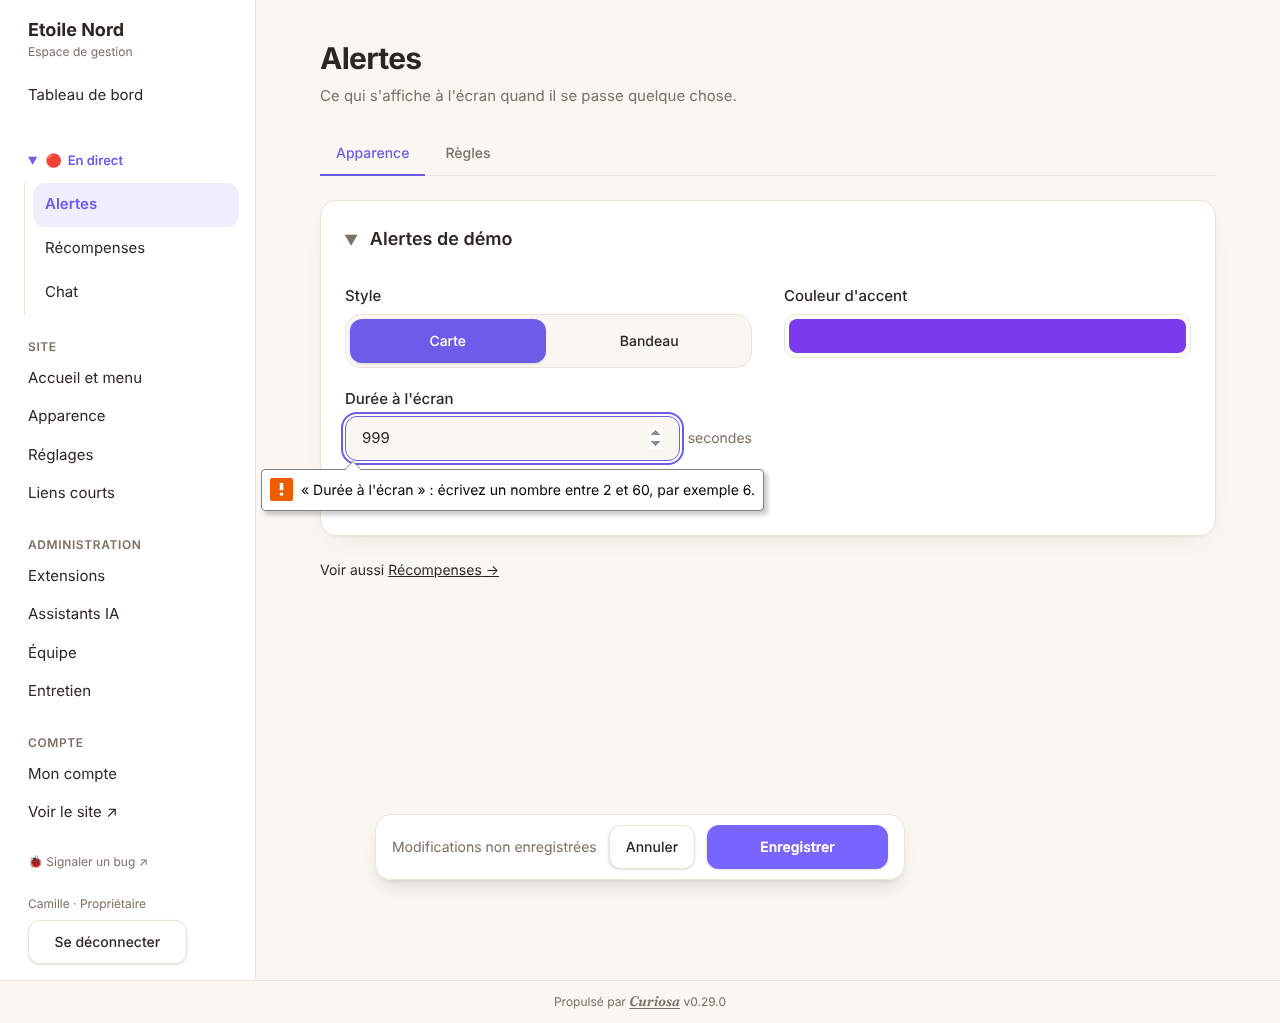 Etoile Nord
Espace de gestion
Tableau de bord
▼ 🔴 En direct
Alertes
Récompenses
Chat
SITE
Accueil et menu
Apparence
Réglages
Liens courts
ADMINISTRATION
Extensions
Assistants IA
Équipe
Entretien
COMPTE
Mon compte
Voir le site ↗
🐞 Signaler un bug ↗
Camille · Propriétaire
Se déconnecter
Alertes
Ce qui s'affiche à l'écran quand il se passe quelque chose.
Apparence Règles
▼ Alertes de démo
Style
Carte Bandeau
Couleur d'accent
Durée à l'écran
999 secondes
« Durée à l'écran » : écrivez un nombre entre 2 et 60, par exemple 6.
Voir aussi Récompenses →
Modifications non enregistrées Annuler Enregistrer
Propulsé par Curiosa v0.29.0